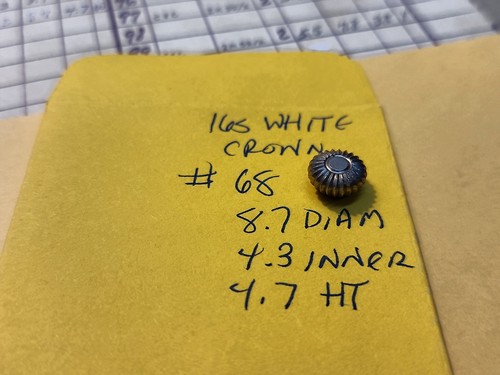 16s WHITE
CROWN
# 68
8.7 DIAM
4.3 INNER
4.7 HT